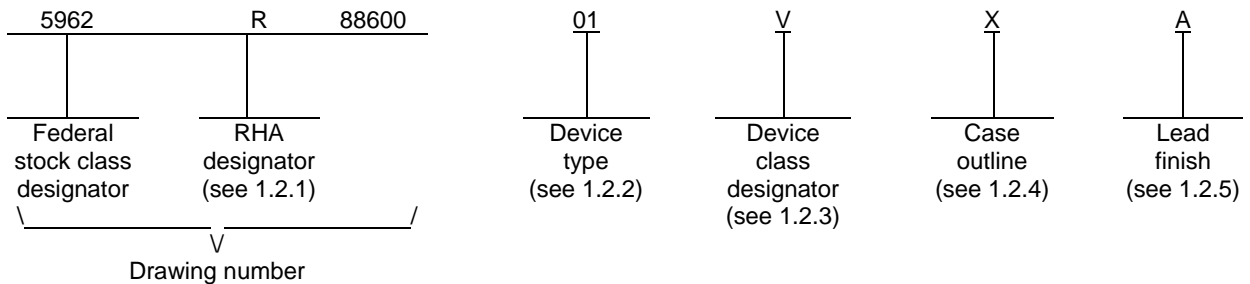 5962 R 88600 01 V X A
Federal RHA Device Device Case Lead
stock class designator type class outline finish
designator (see 1.2.1) (see 1.2.2) designator (see 1.2.4) (see 1.2.5)
(see 1.2.3)
\ /
\/
Drawing number